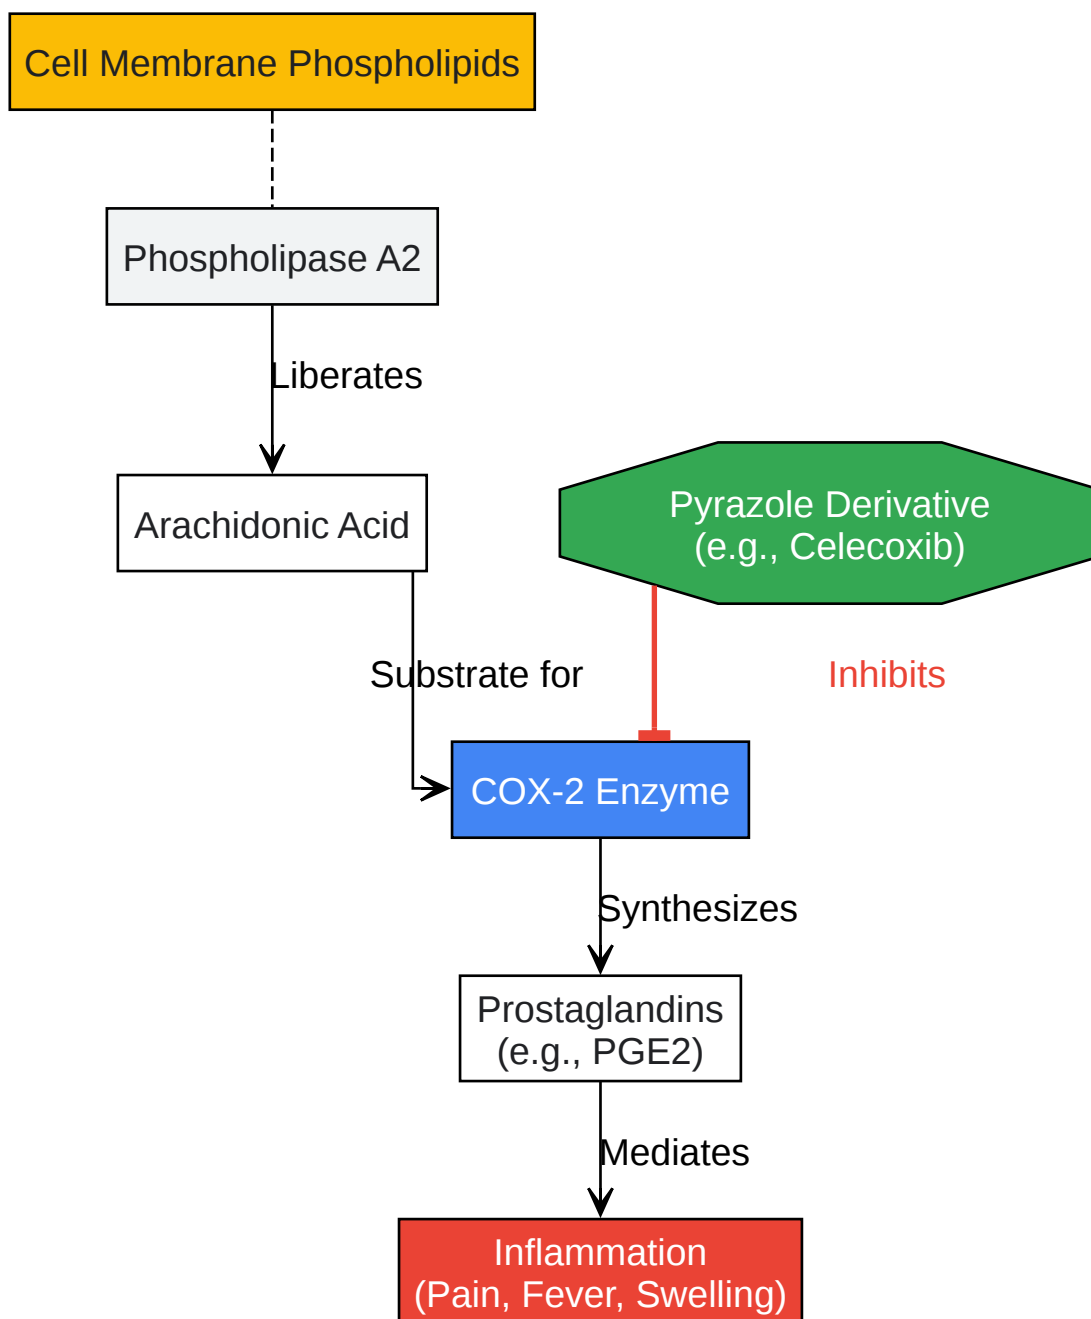 Cell Membrane Phospholipids
Phospholipase A2
Liberates
Arachidonic Acid
Pyrazole Derivative
(e.g., Celecoxib)
Substrate for
Inhibits
COX-2 Enzyme
Synthesizes
Prostaglandins
(e.g., PGE2)
Mediates
Inflammation
(Pain, Fever, Swelling)